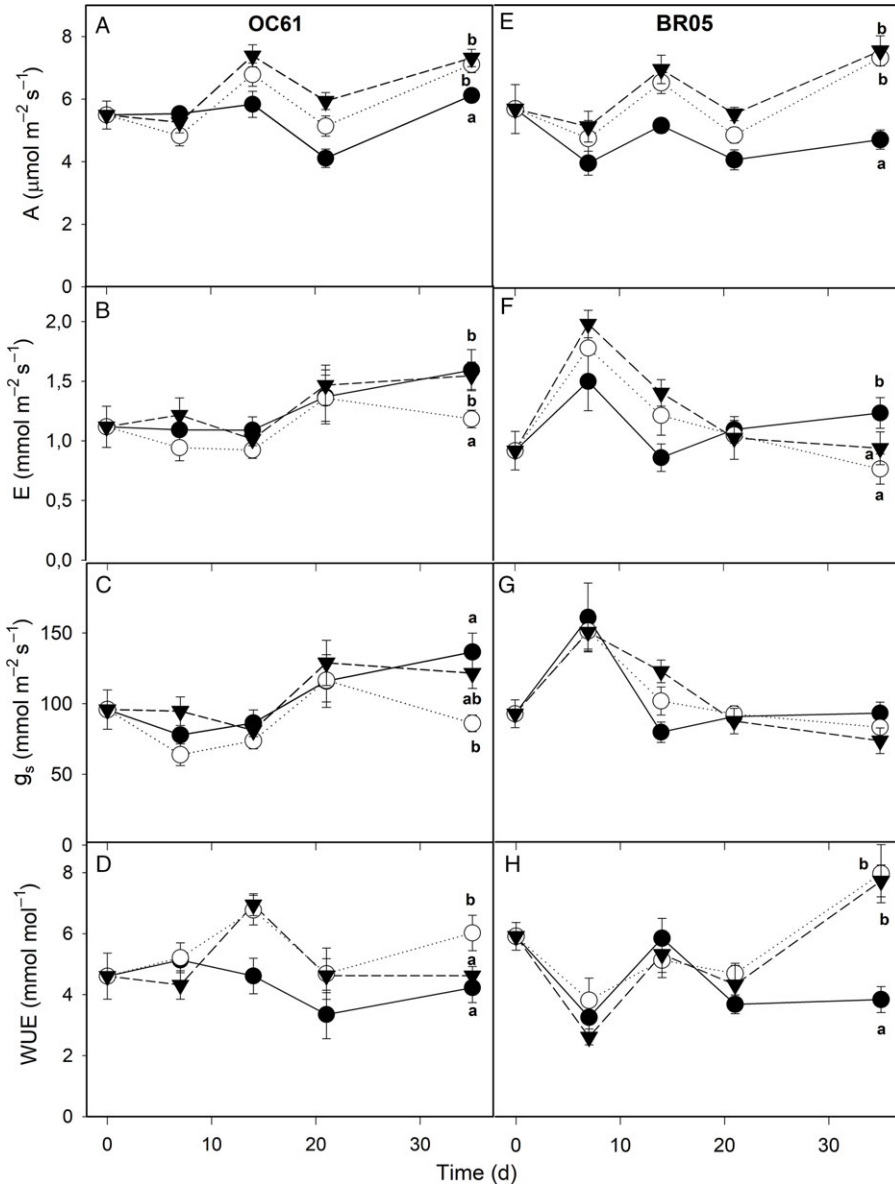 OC61
BR05
A
E
8
6
4
2
0
A (μmol m⁻² s⁻¹)
b
b
a
b
b
a
B
F
2,0
1,5
1,0
0,5
0,0
E (mmol m⁻² s⁻¹)
b
b
a
b
a
a
C
G
150
100
50
0
gₛ (mmol m⁻² s⁻¹)
a
ab
b
D
H
8
6
4
2
0
WUE (mmol mol⁻¹)
b
a
a
b
b
a
0 10 20 30 0 10 20 30
Time (d)